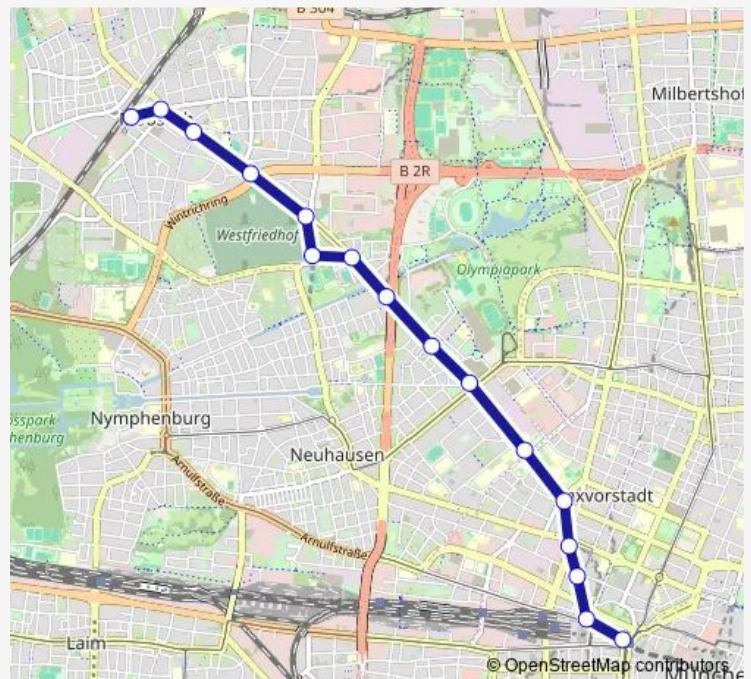 B 304
Milbertshof
B 2R
Wintrichring
Westfriedhof
Olympiapark
Nymphenburg
Neuhausen
Arnulfstraße
xvorstadt
Arnulfstraße
Laim
© OpenStreetMap contributors